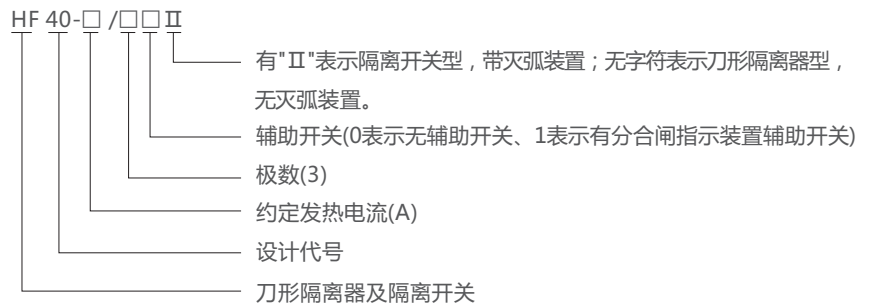 HF 40-□ /□□Ⅱ
有"Ⅱ"表示隔离开关型，带灭弧装置；无字符表示刀形隔离器型，
无灭弧装置。
辅助开关(0表示无辅助开关、1表示有分合闸指示装置辅助开关)
极数(3)
约定发热电流(A)
设计代号
刀形隔离器及隔离开关